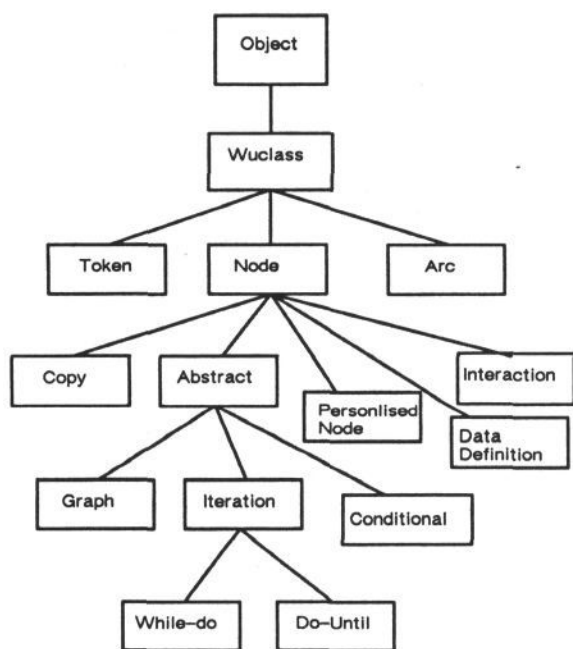 Object
Wuclass
Token
Node
Arc
Copy
Abstract
Personlised
Node
Data
Definition
Interaction
Graph
Iteration
Conditional
While-do
Do-Until